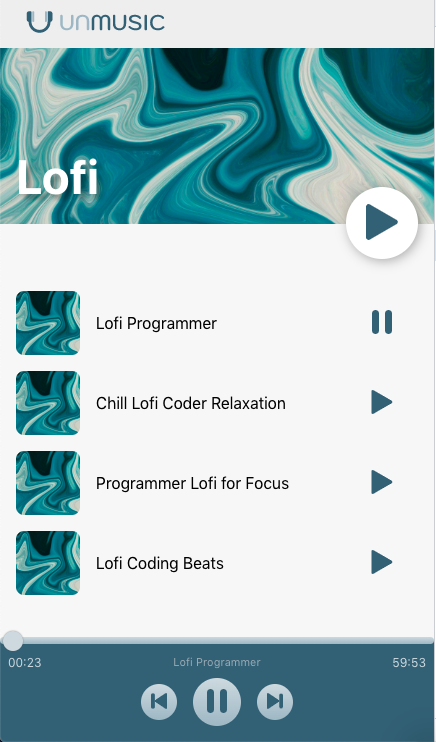 UNMUSIC
Lofi
Lofi Programmer
Chill Lofi Coder Relaxation
Programmer Lofi for Focus
Lofi Coding Beats
00:23 Lofi Programmer 59:53